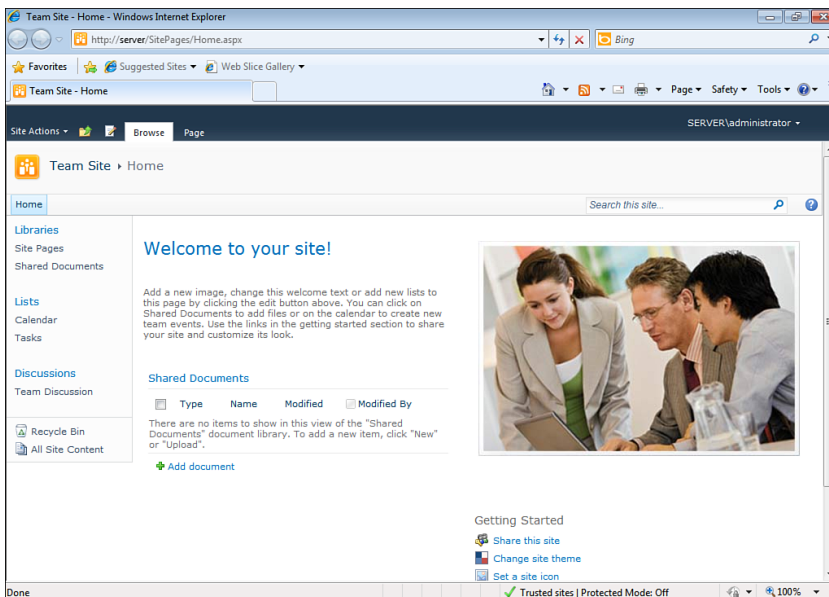 Team Site - Home - Windows Internet Explorer
http://server/SitePages/Home.aspx
Bing
Favorites
Suggested Sites
Web Slice Gallery
Team Site - Home
Page
Safety
Tools
Site Actions
Browse
Page
SERVER\administrator
Team Site
Home
Home
Search this site...
Libraries
Site Pages
Shared Documents
Lists
Calendar
Tasks
Discussions
Team Discussion
Recycle Bin
All Site Content
Welcome to your site!
Add a new image, change this welcome text or add new lists to
this page by clicking the edit button above. You can click on
Shared Documents to add files or on the calendar to create new
team events. Use the links in the getting started section to share
your site and customize its look.
Shared Documents
Type Name Modified Modified By
There are no items to show in this view of the "Shared
Documents" document library. To add a new item, click "New"
or "Upload".
Add document
Getting Started
Share this site
Change site theme
Set a site icon
Done
Trusted sites | Protected Mode: Off
100%